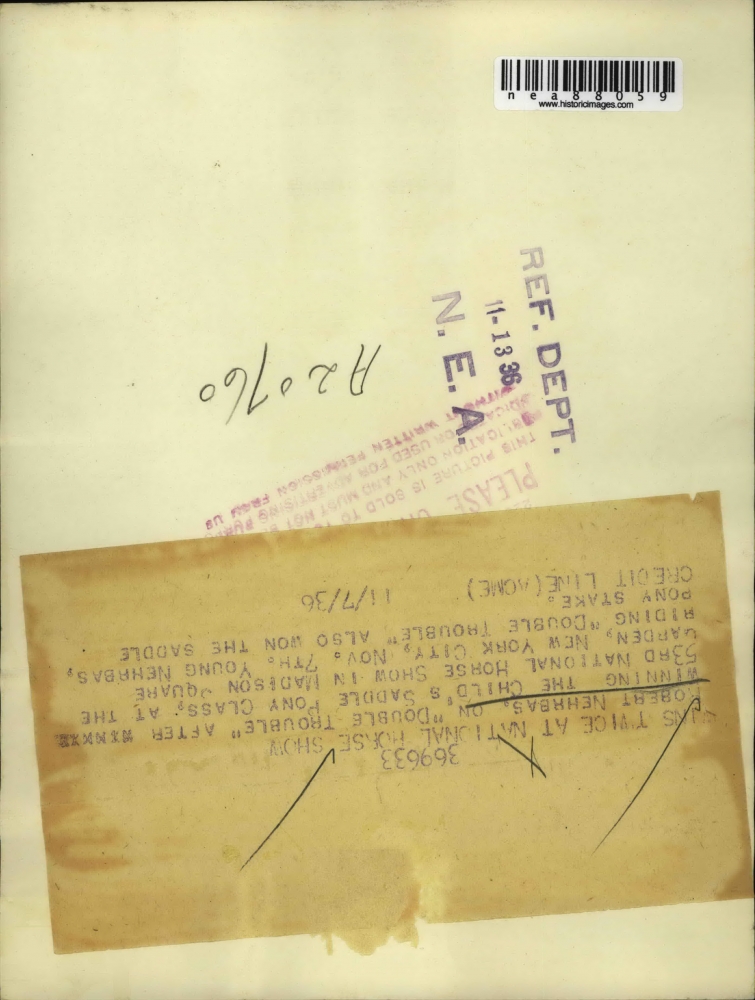 nea88059
www.historicimages.com
REF. DEPT.
11-13 36
N. E. A.
A20760
PLEASE
THIS PICTURE IS SOLD TO
PUBLICATION ONLY AND MUST NOT BE
OR USED FOR ADVERTISING
WITHOUT WRITTEN PERMISSION FROM US
369633
WINS TWICE AT NATIONAL HORSE SHOW
ROBERT NEHRBAS, ON "DOUBLE TROUBLE" AFTER
WINNING THE CHILD'S SADDLE PONY CLASS, AT THE
53RD NATIONAL HORSE SHOW IN MADISON SQUARE
GARDEN, NEW YORK CITY, NOV. 7TH. YOUNG NEHRBAS,
RIDING "DOUBLE TROUBLE" ALSO WON THE SADDLE
PONY STAKE.
CREDIT LINE (ACME) 11/7/36